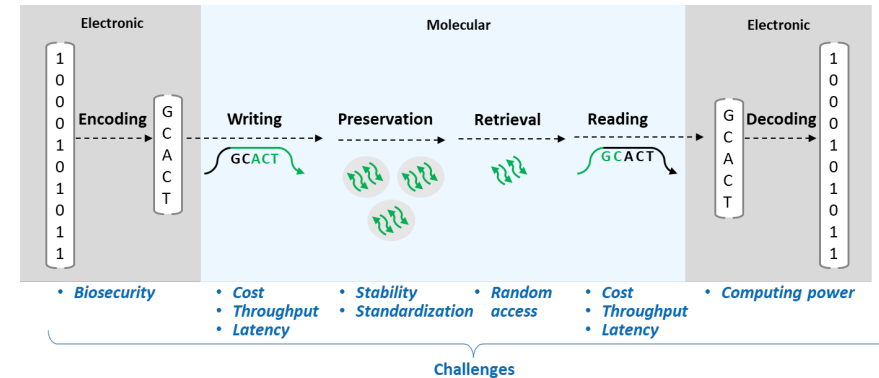 Electronic
Molecular
Electronic
1
0
0
0
0
1
0
1
0
1
1
Encoding
G
C
A
C
T
Writing
GCACT
Preservation
Retrieval
Reading
GCACT
G
C
A
C
T
Decoding
1
0
0
0
0
1
0
1
0
1
1
• Biosecurity
• Cost
• Throughput
• Latency
• Stability
• Standardization
• Random
access
• Cost
• Throughput
• Latency
• Computing power
Challenges